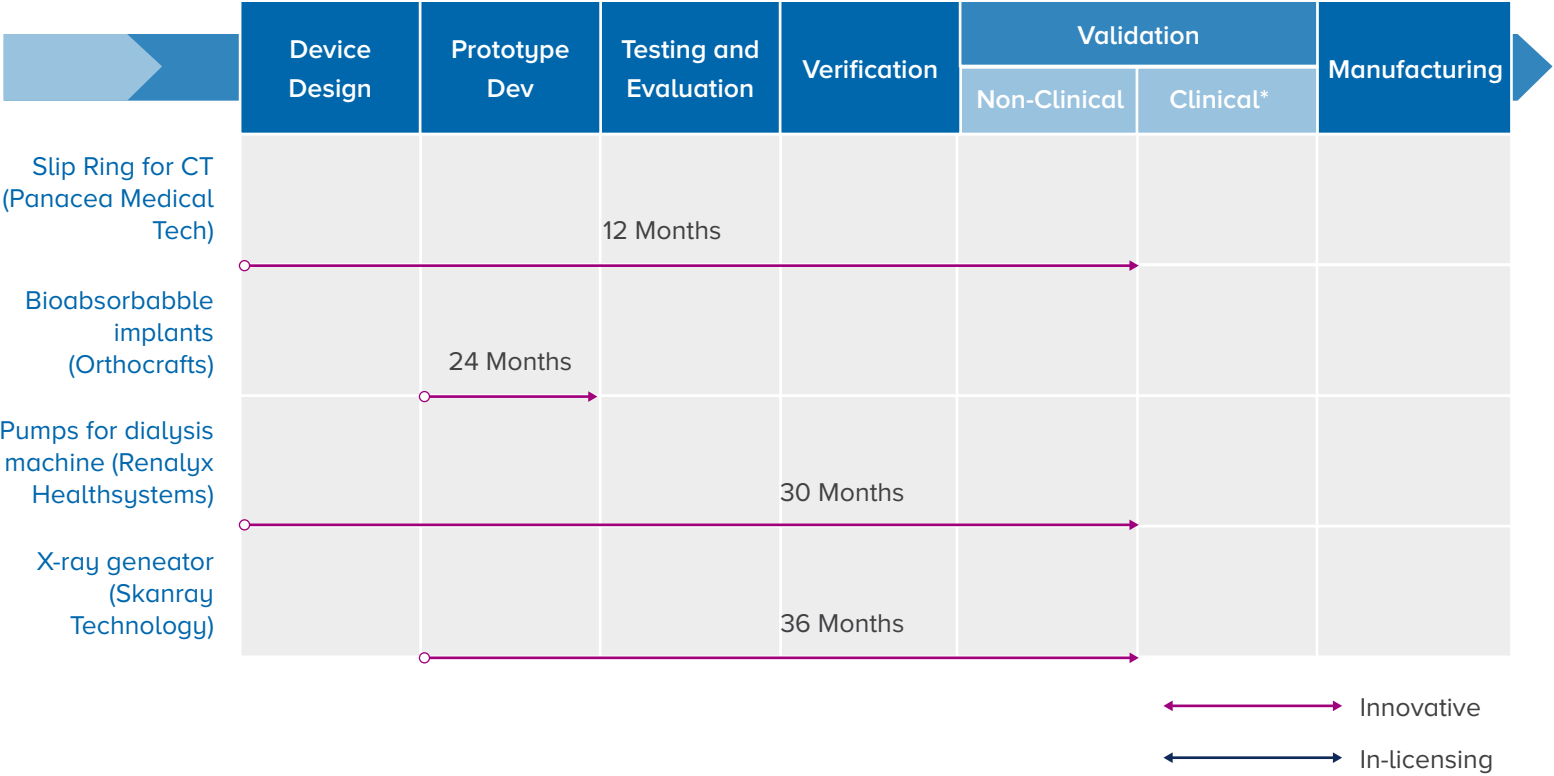 Device
Design
Prototype
Dev
Testing and
Evaluation
Verification
Validation
Non-Clinical
Clinical*
Manufacturing
Slip Ring for CT
(Panacea Medical
Tech)
12 Months
Bioabsorbabble
implants
(Orthocrafts)
24 Months
Pumps for dialysis
machine (Renalyx
Healthsystems)
30 Months
X-ray geneator
(Skanray
Technology)
36 Months
Innovative
In-licensing